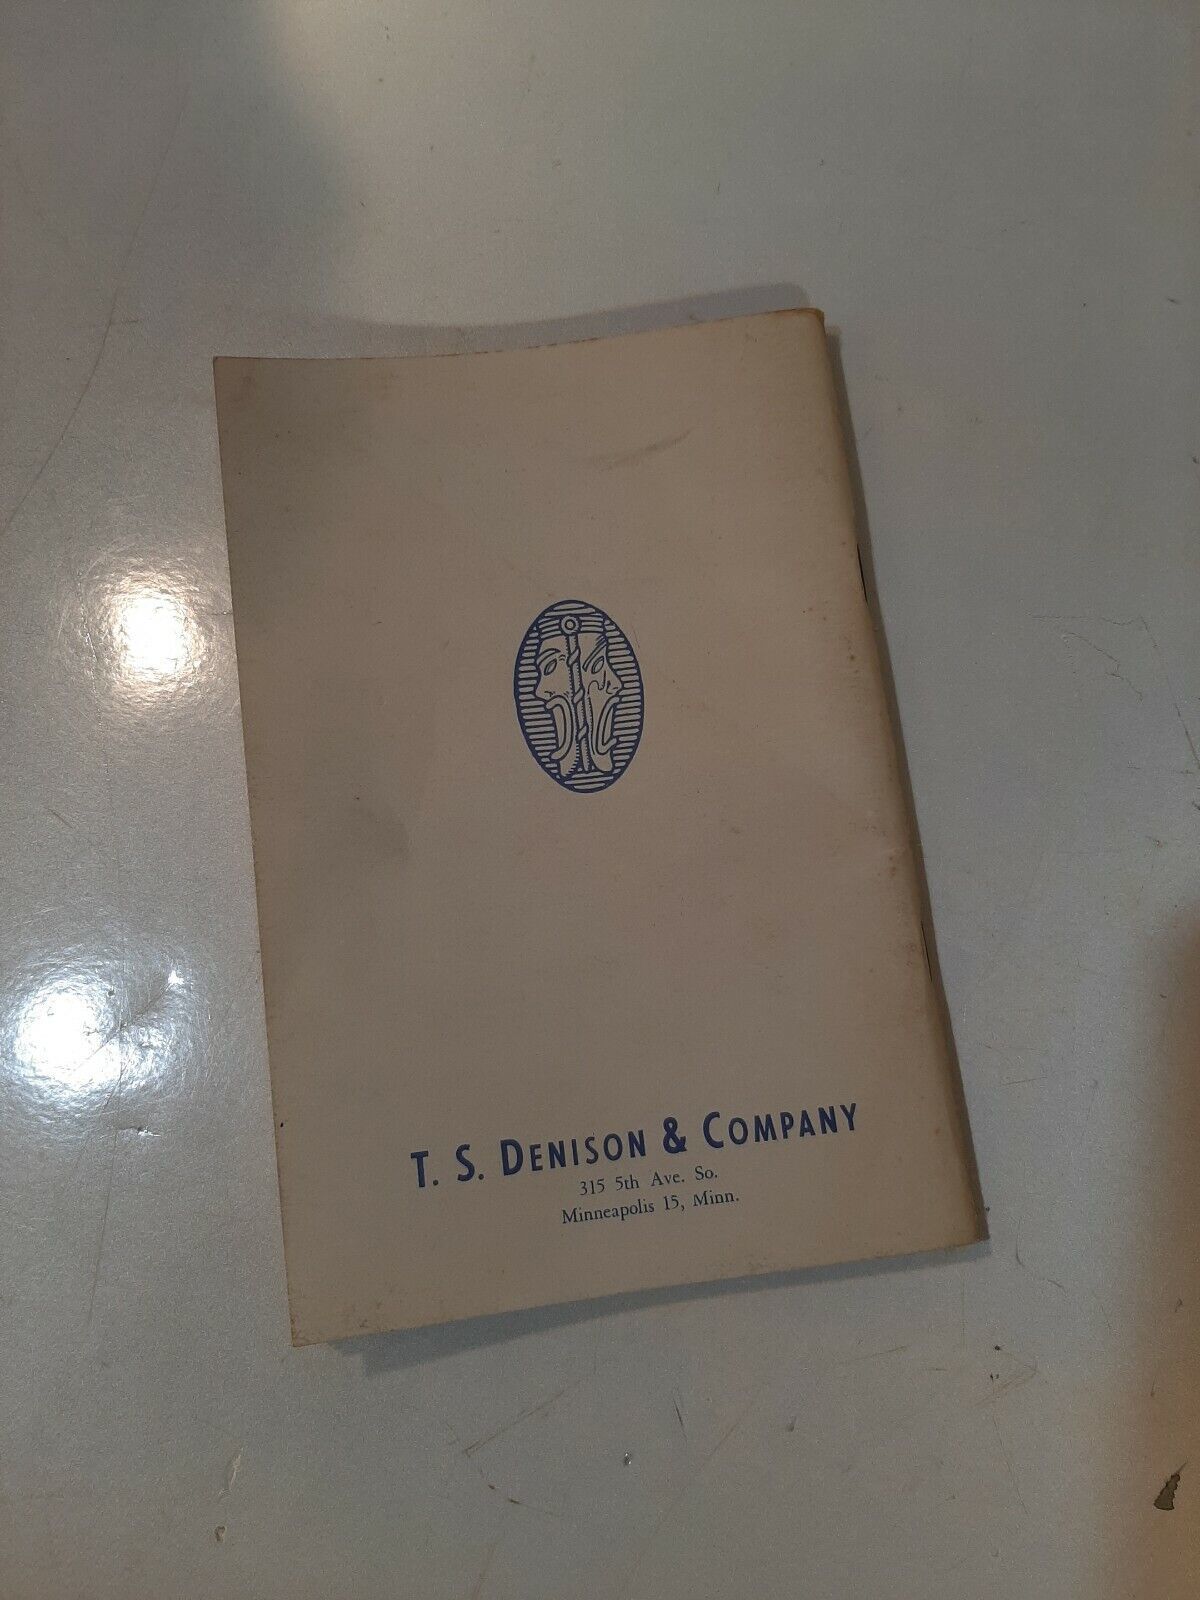 T. S. DENISON & COMPANY
315 5th Ave. So.
Minneapolis 15, Minn.